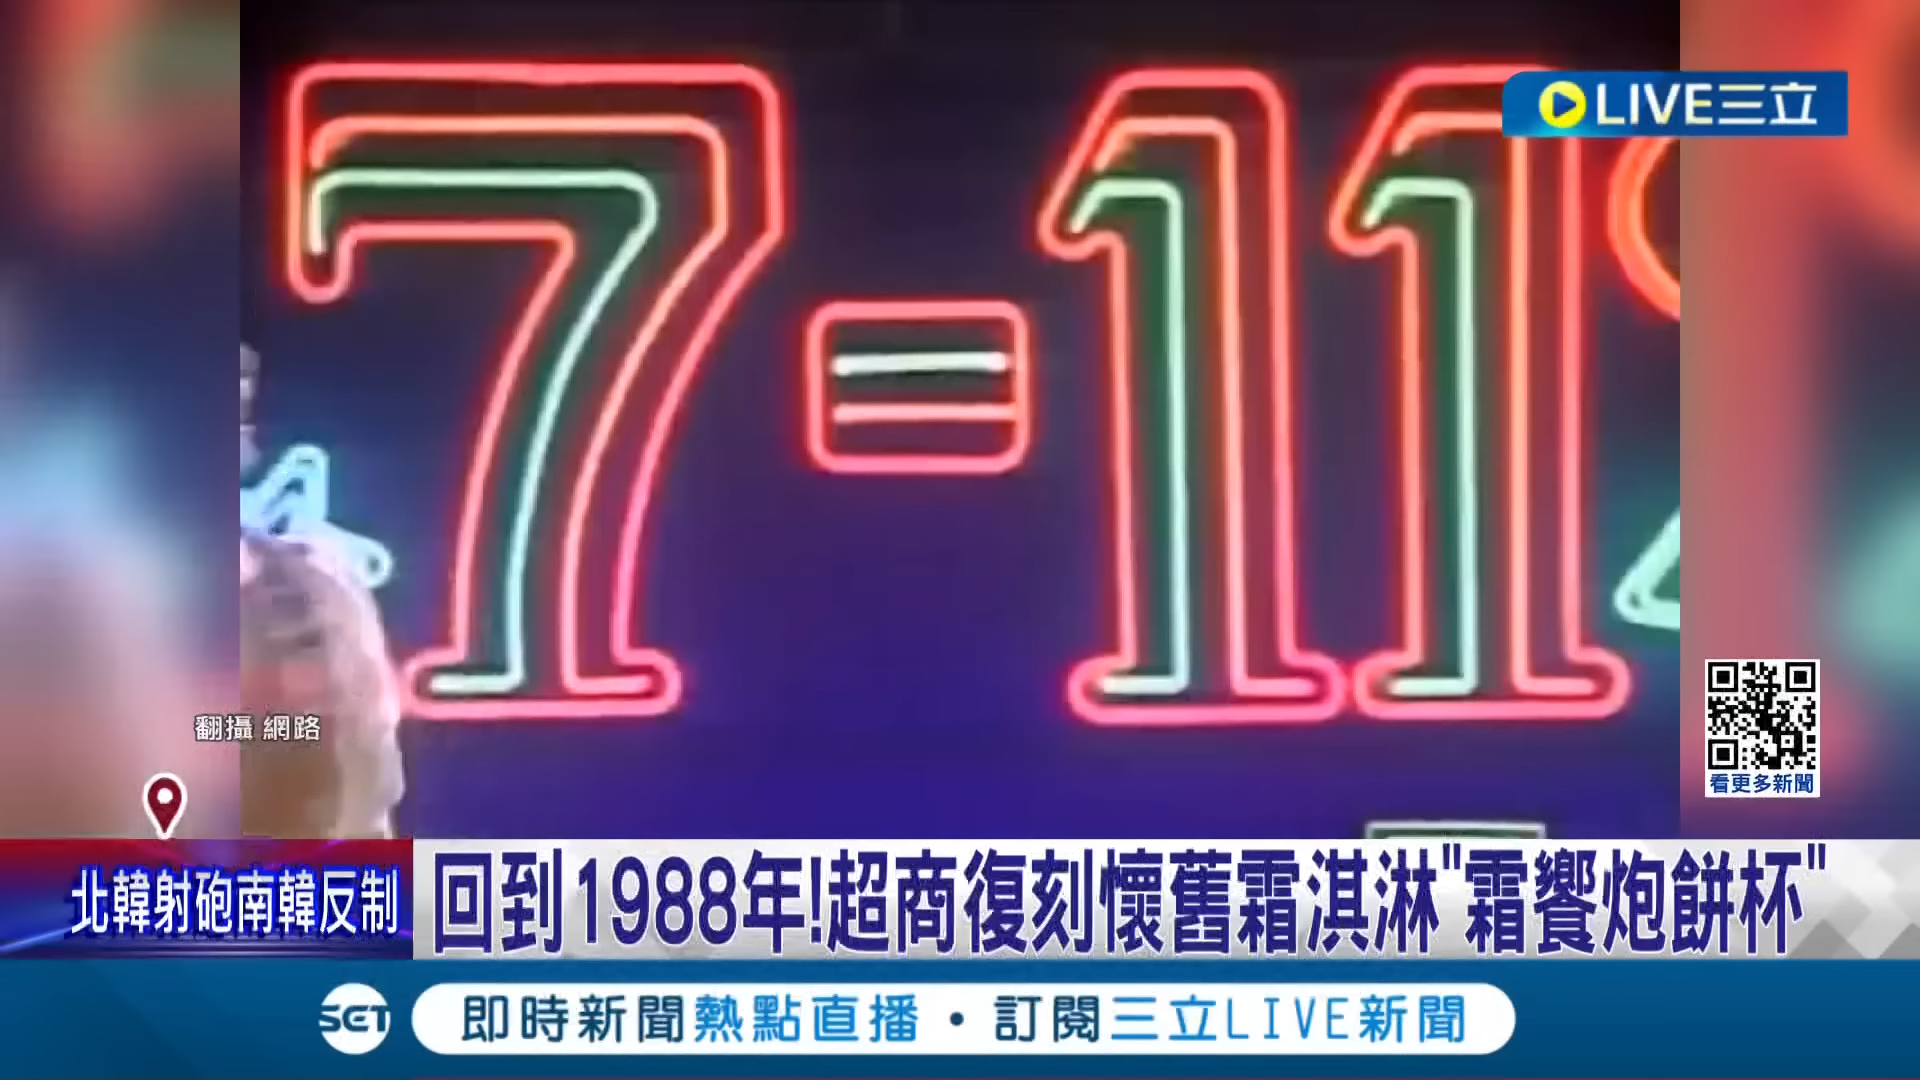 7=11
LIVE三立
翻攝 網路
看更多新聞
北韓射砲南韓反制
回到1988年!超商復刻懷舊霜淇淋"霜饗炮餅杯"
SET
即時新聞熱點直播・訂閱三立LIVE新聞